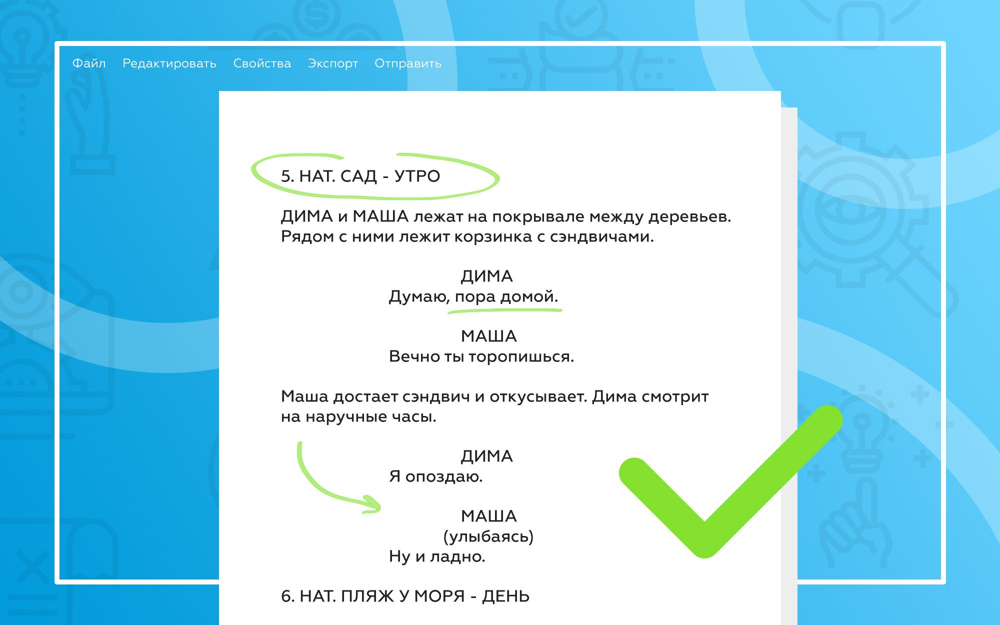 Файл Редактировать Свойства Экспорт Отправить
5. НАТ. САД - УТРО
ДИМА и МАША лежат на покрывале между деревьев.
Рядом с ними лежит корзинка с сэндвичами.
ДИМА
Думаю, пора домой.
МАША
Вечно ты торопишься.
Маша достает сэндвич и откусывает. Дима смотрит
на наручные часы.
ДИМА
Я опоздаю.
МАША
(улыбаясь)
Ну и ладно.
6. НАТ. ПЛЯЖ У МОРЯ - ДЕНЬ